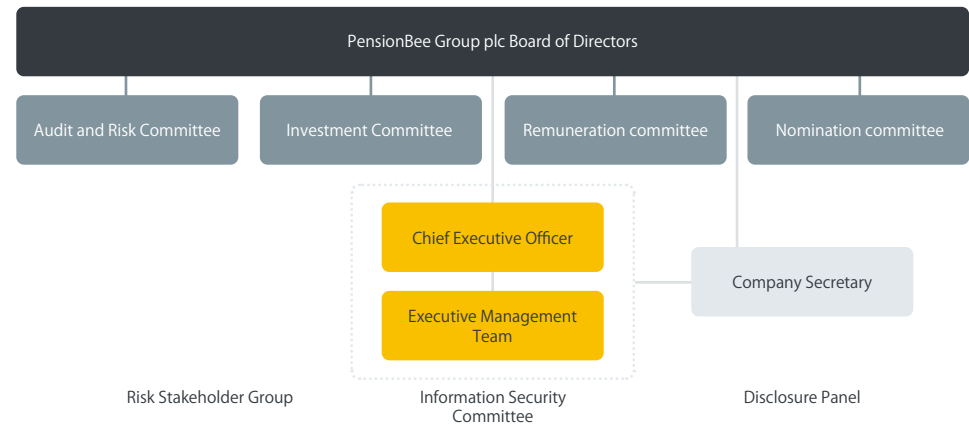 PensionBee Group plc Board of Directors
Audit and Risk Committee
Investment Committee
Remuneration committee
Nomination committee
Chief Executive Officer
Company Secretary
Executive Management
Team
Risk Stakeholder Group
Information Security
Committee
Disclosure Panel